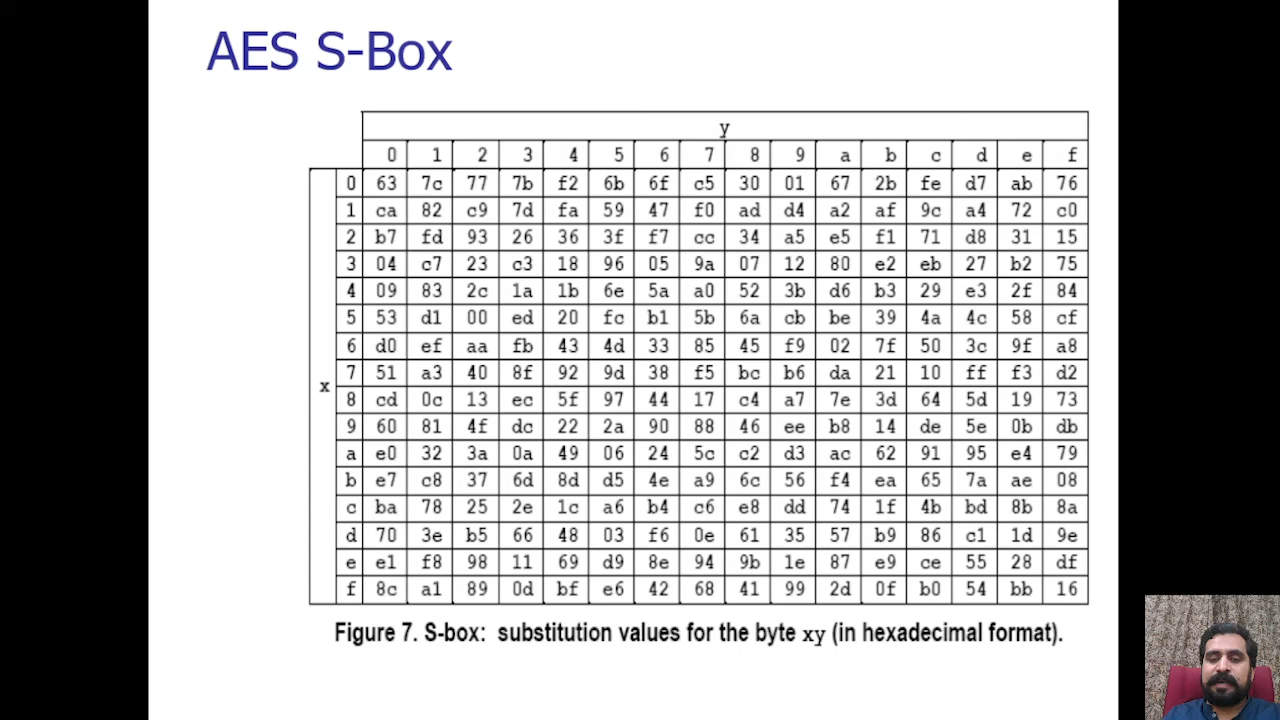 AES S-Box
y
0 1 2 3 4 5 6 7 8 9 a b c d e f
0 63 7c 77 7b f2 6b 6f c5 30 01 67 2b fe d7 ab 76
1 ca 82 c9 7d fa 59 47 f0 ad d4 a2 af 9c a4 72 c0
2 b7 fd 93 26 36 3f f7 cc 34 a5 e5 f1 71 d8 31 15
3 04 c7 23 c3 18 96 05 9a 07 12 80 e2 eb 27 b2 75
4 09 83 2c 1a 1b 6e 5a a0 52 3b d6 b3 29 e3 2f 84
5 53 d1 00 ed 20 fc b1 5b 6a cb be 39 4a 4c 58 cf
6 d0 ef aa fb 43 4d 33 85 45 f9 02 7f 50 3c 9f a8
7 51 a3 40 8f 92 9d 38 f5 bc b6 da 21 10 ff f3 d2
x
8 cd 0c 13 ec 5f 97 44 17 c4 a7 7e 3d 64 5d 19 73
9 60 81 4f dc 22 2a 90 88 46 ee b8 14 de 5e 0b db
a e0 32 3a 0a 49 06 24 5c c2 d3 ac 62 91 95 e4 79
b e7 c8 37 6d 8d d5 4e a9 6c 56 f4 ea 65 7a ae 08
c ba 78 25 2e 1c a6 b4 c6 e8 dd 74 1f 4b bd 8b 8a
d 70 3e b5 66 48 03 f6 0e 61 35 57 b9 86 c1 1d 9e
e e1 f8 98 11 69 d9 8e 94 9b 1e 87 e9 ce 55 28 df
f 8c a1 89 0d bf e6 42 68 41 99 2d 0f b0 54 bb 16
Figure 7. S-box: substitution values for the byte xy (in hexadecimal format).